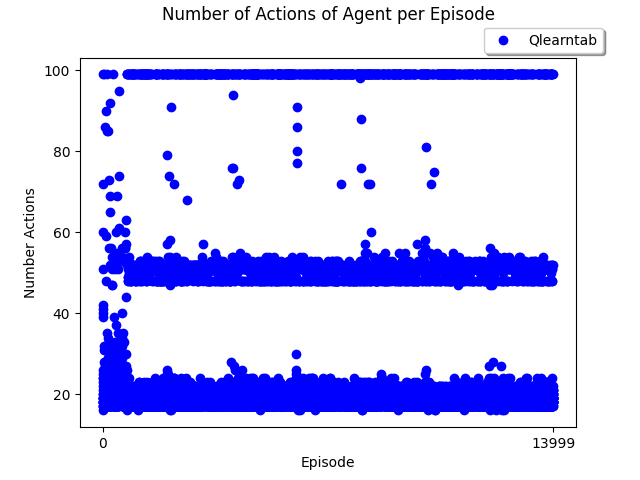 Number of Actions of Agent per Episode
Qlearntab
100
80
60
40
20
Number Actions
0
13999
Episode